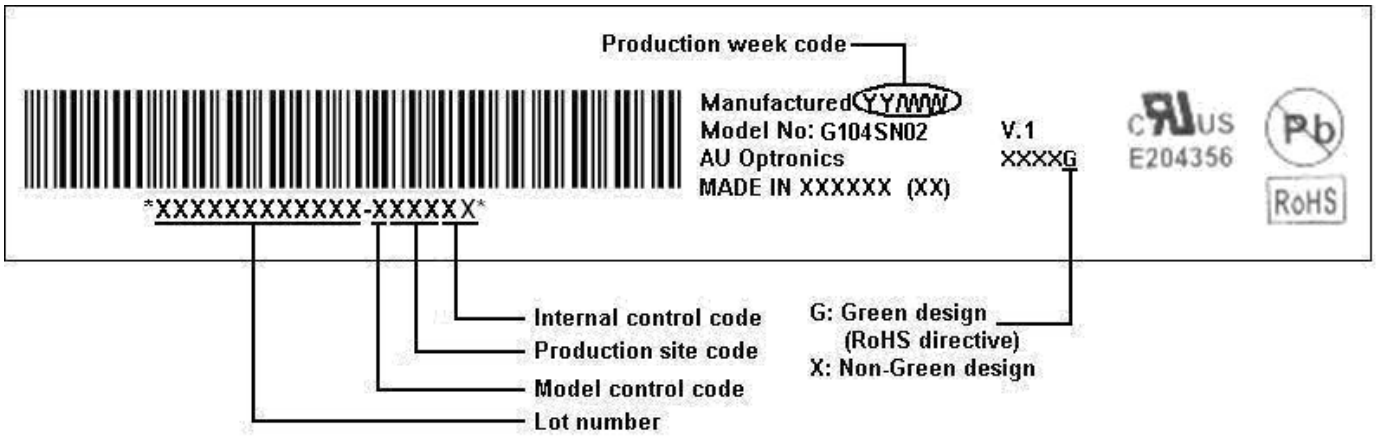 Production week code
Manufactured YY/WW
Model No: G104SN02 V.1
AU Optronics XXXXG
MADE IN XXXXXX (XX)
*XXXXXXXXXXXX-XXXXXX*
c RU US
E204356
Pb
RoHS
Internal control code
Production site code
Model control code
Lot number
G: Green design
(RoHS directive)
X: Non-Green design